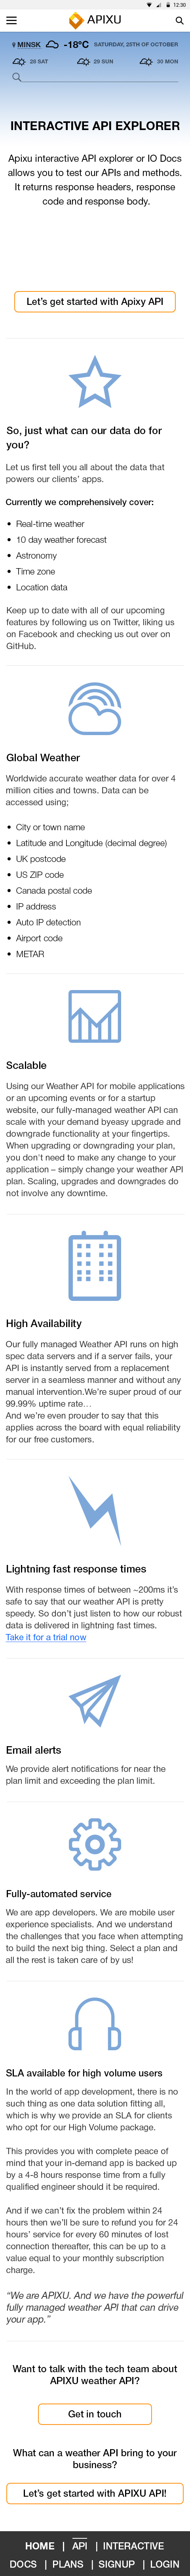 12:30
APIXU
MINSK -18ºC SATURDAY, 25TH OF OCTOBER
28 SAT 29 SUN 30 MON
INTERACTIVE API EXPLORER
Apixu interactive API explorer or IO Docs
allows you to test our APIs and methods.
It returns response headers, response
code and response body.
Let's get started with Apixy API
So, just what can our data do for
you?
Let us first tell you all about the data that
powers our clients' apps.
Currently we comprehensively cover:
• Real-time weather
• 10 day weather forecast
• Astronomy
• Time zone
• Location data
Keep up to date with all of our upcoming
features by following us on Twitter, liking us
on Facebook and checking us out over on
GitHub.
Global Weather
Worldwide accurate weather data for over 4
million cities and towns. Data can be
accessed using;
• City or town name
• Latitude and Longitude (decimal degree)
• UK postcode
• US ZIP code
• Canada postal code
• IP address
• Auto IP detection
• Airport code
• METAR
Scalable
Using our Weather API for mobile applications
or an upcoming events or for a startup
website, our fully-managed weather API can
scale with your demand byeasy upgrade and
downgrade functionality at your fingertips.
When upgrading or downgrading your plan,
you don't need to make any change to your
application – simply change your weather API
plan. Scaling, upgrades and downgrades do
not involve any downtime.
High Availability
Our fully managed Weather API runs on high
spec data servers and if a server fails, your
API is instantly served from a replacement
server in a seamless manner and without any
manual intervention.We're super proud of our
99.99% uptime rate…
And we're even prouder to say that this
applies across the board with equal reliability
for our free customers.
Lightning fast response times
With response times of between ~200ms it's
safe to say that our weather API is pretty
speedy. So don't just listen to how our robust
data is delivered in lightning fast times.
Take it for a trial now
Email alerts
We provide alert notifications for near the
plan limit and exceeding the plan limit.
Fully-automated service
We are app developers. We are mobile user
experience specialists. And we understand
the challenges that you face when attempting
to build the next big thing. Select a plan and
all the rest is taken care of by us!
SLA available for high volume users
In the world of app development, there is no
such thing as one data solution fitting all,
which is why we provide an SLA for clients
who opt for our High Volume package.
This provides you with complete peace of
mind that your in-demand app is backed up
by a 4-8 hours response time from a fully
qualified engineer should it be required.
And if we can't fix the problem within 24
hours then we'll be sure to refund you for 24
hours' service for every 60 minutes of lost
connection thereafter, this can be up to a
value equal to your monthly subscription
charge.
“We are APIXU. And we have the powerful
fully managed weather API that can drive
your app.”
Want to talk with the tech team about
APIXU weather API?
Get in touch
What can a weather API bring to your
business?
Let's get started with APIXU API!
HOME | API | INTERACTIVE
DOCS | PLANS | SIGNUP | LOGIN